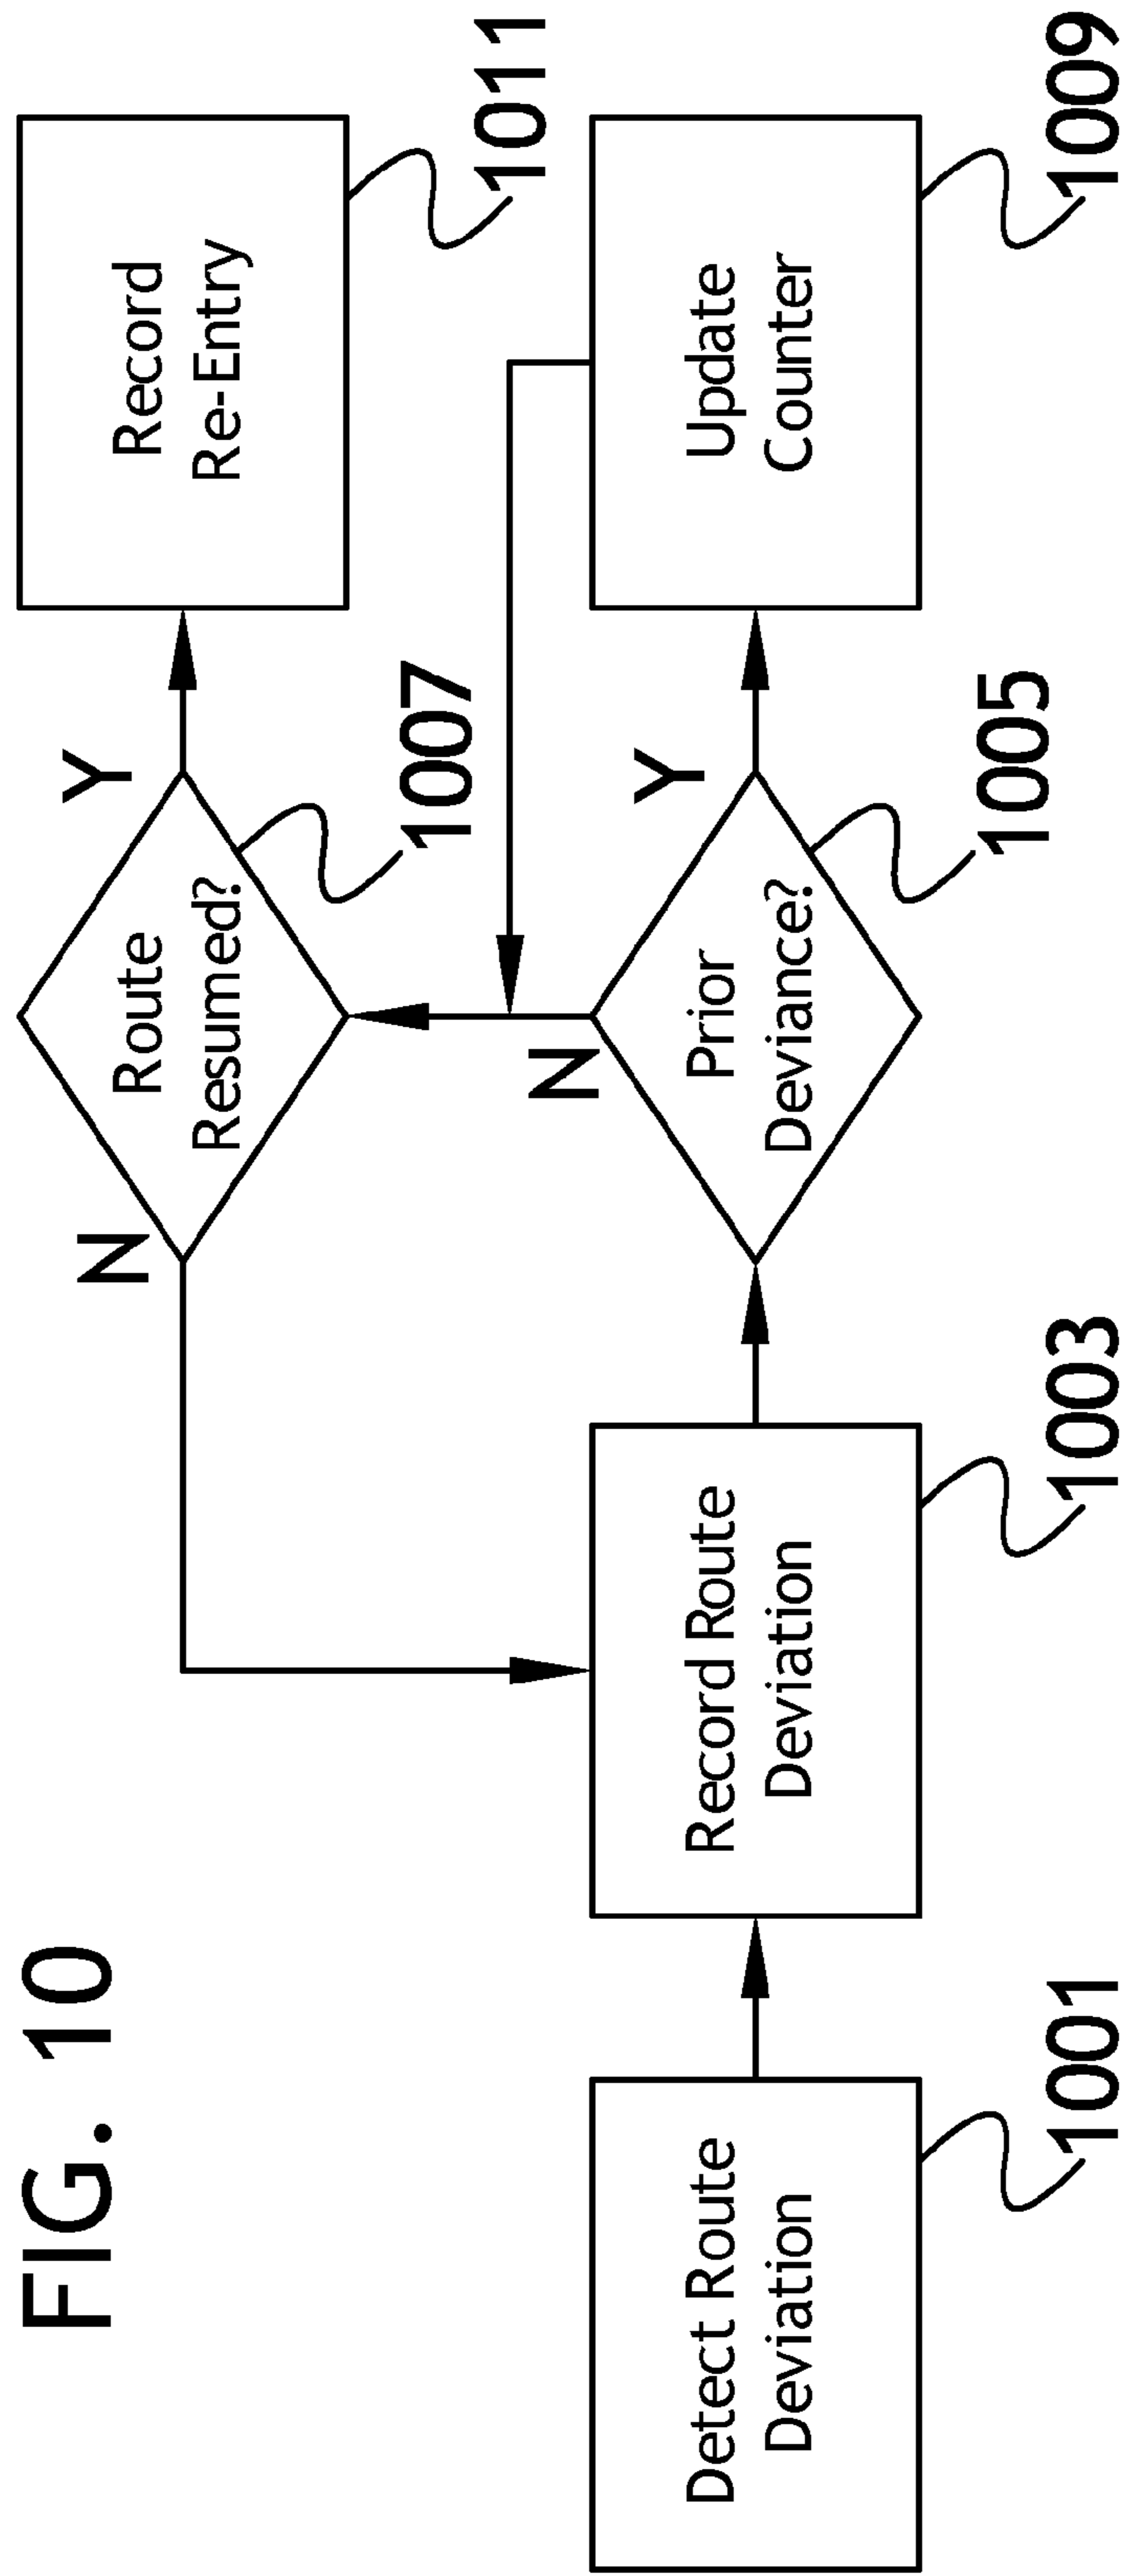 FIG. 10
Detect Route
Deviation
1001
Record Route
Deviation
1003
Prior
Deviance?
1005
Y
N
Update
Counter
1009
Route
Resumed?
1007
N
Y
Record
Re-Entry
1011